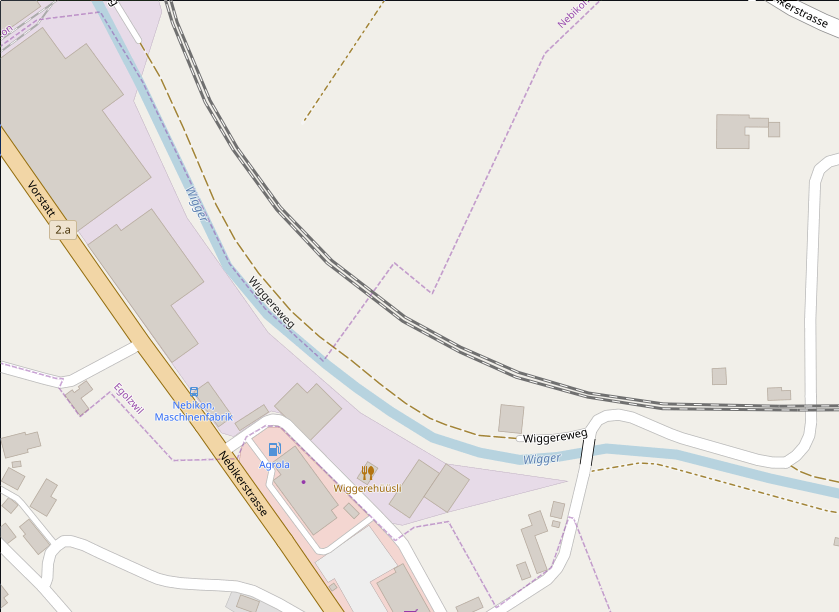 Nebikon
kerstrasse
Vorstatt
2.a
Wigger
Wiggereweg
Egolzwil
Nebikon,
Maschinenfabrik
Wiggereweg
Wigger
Agrola
Nebikerstrasse
Wiggerehüüsli